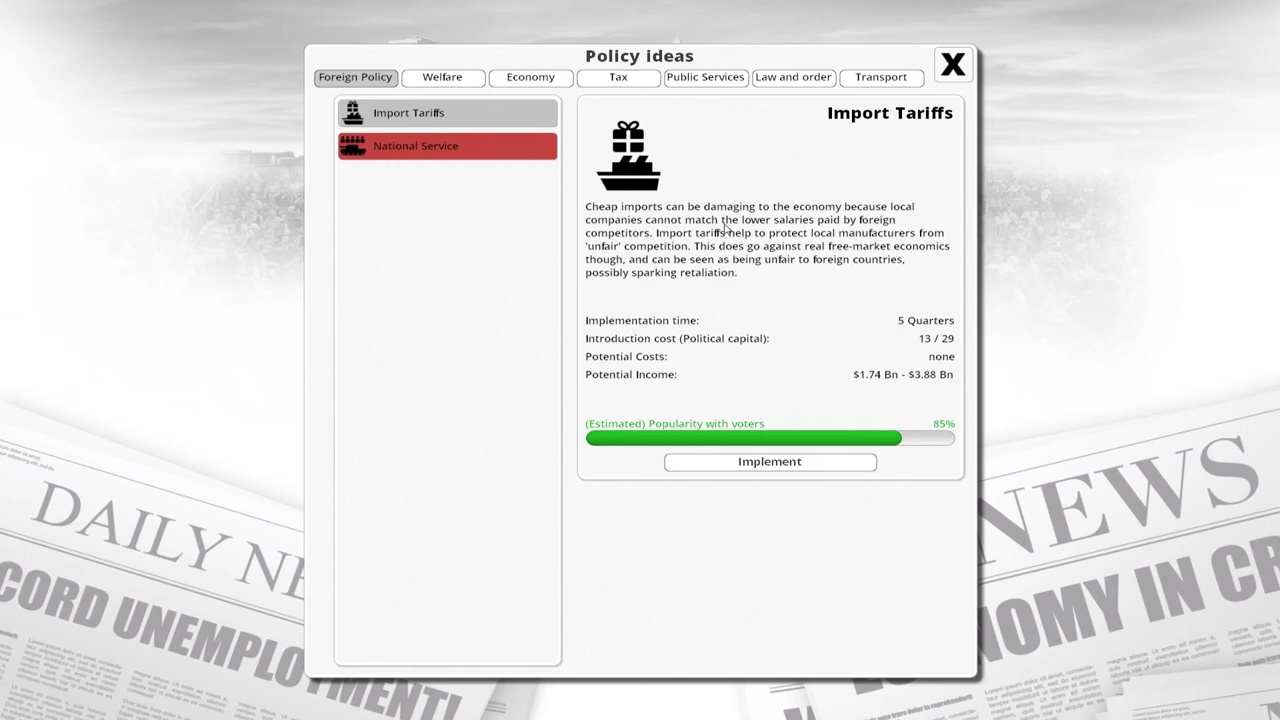 Policy ideas
X
Foreign Policy
Welfare
Economy
Tax
Public Services
Law and order
Transport
Import Tariffs
National Service
Import Tariffs
Cheap imports can be damaging to the economy because local
companies cannot match the lower salaries paid by foreign
competitors. Import tariffs help to protect local manufacturers from
'unfair' competition. This does go against real free-market economics
though, and can be seen as being unfair to foreign countries,
possibly sparking retaliation.
Implementation time: 5 Quarters
Introduction cost (Political capital): 13 / 29
Potential Costs: none
Potential Income: $1.74 Bn - $3.88 Bn
(Estimated) Popularity with voters 85%
Implement
DAILY NE
CORD UNEMPLO
YMENT!
NEWS
NOMY IN CR